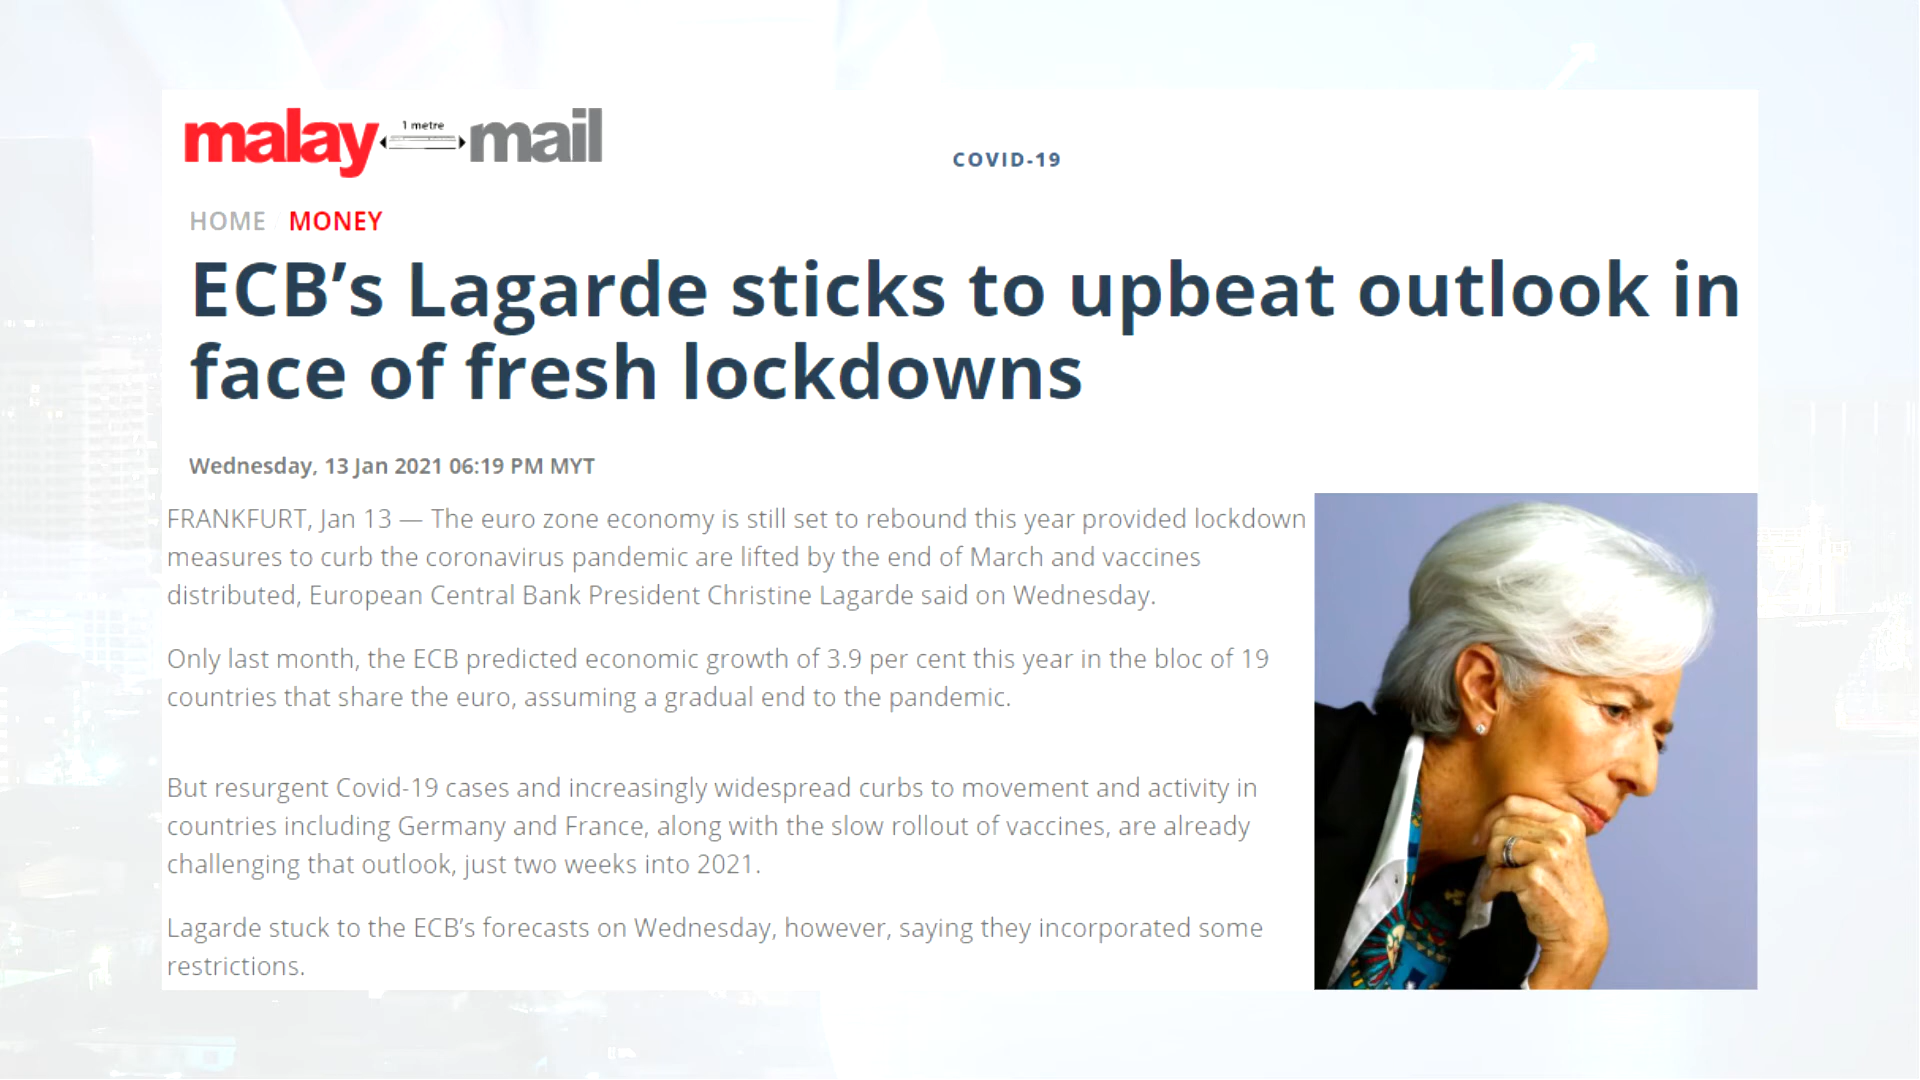 malay 1 metre mail
COVID-19
HOME MONEY
ECB’s Lagarde sticks to upbeat outlook in
face of fresh lockdowns
Wednesday, 13 Jan 2021 06:19 PM MYT
FRANKFURT, Jan 13 — The euro zone economy is still set to rebound this year provided lockdown
measures to curb the coronavirus pandemic are lifted by the end of March and vaccines
distributed, European Central Bank President Christine Lagarde said on Wednesday.
Only last month, the ECB predicted economic growth of 3.9 per cent this year in the bloc of 19
countries that share the euro, assuming a gradual end to the pandemic.
But resurgent Covid-19 cases and increasingly widespread curbs to movement and activity in
countries including Germany and France, along with the slow rollout of vaccines, are already
challenging that outlook, just two weeks into 2021.
Lagarde stuck to the ECB’s forecasts on Wednesday, however, saying they incorporated some
restrictions.